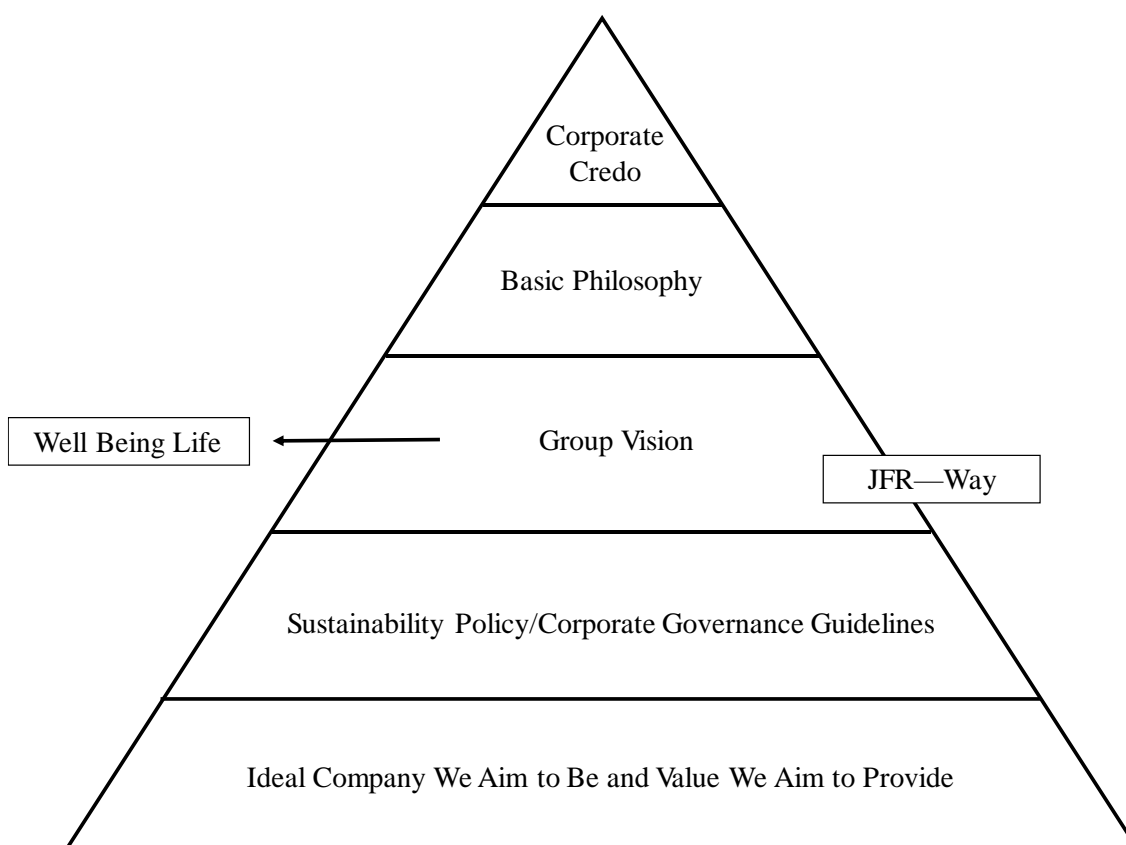 Corporate
Credo
Basic Philosophy
Well Being Life
Group Vision
JFR—Way
Sustainability Policy/Corporate Governance Guidelines
Ideal Company We Aim to Be and Value We Aim to Provide